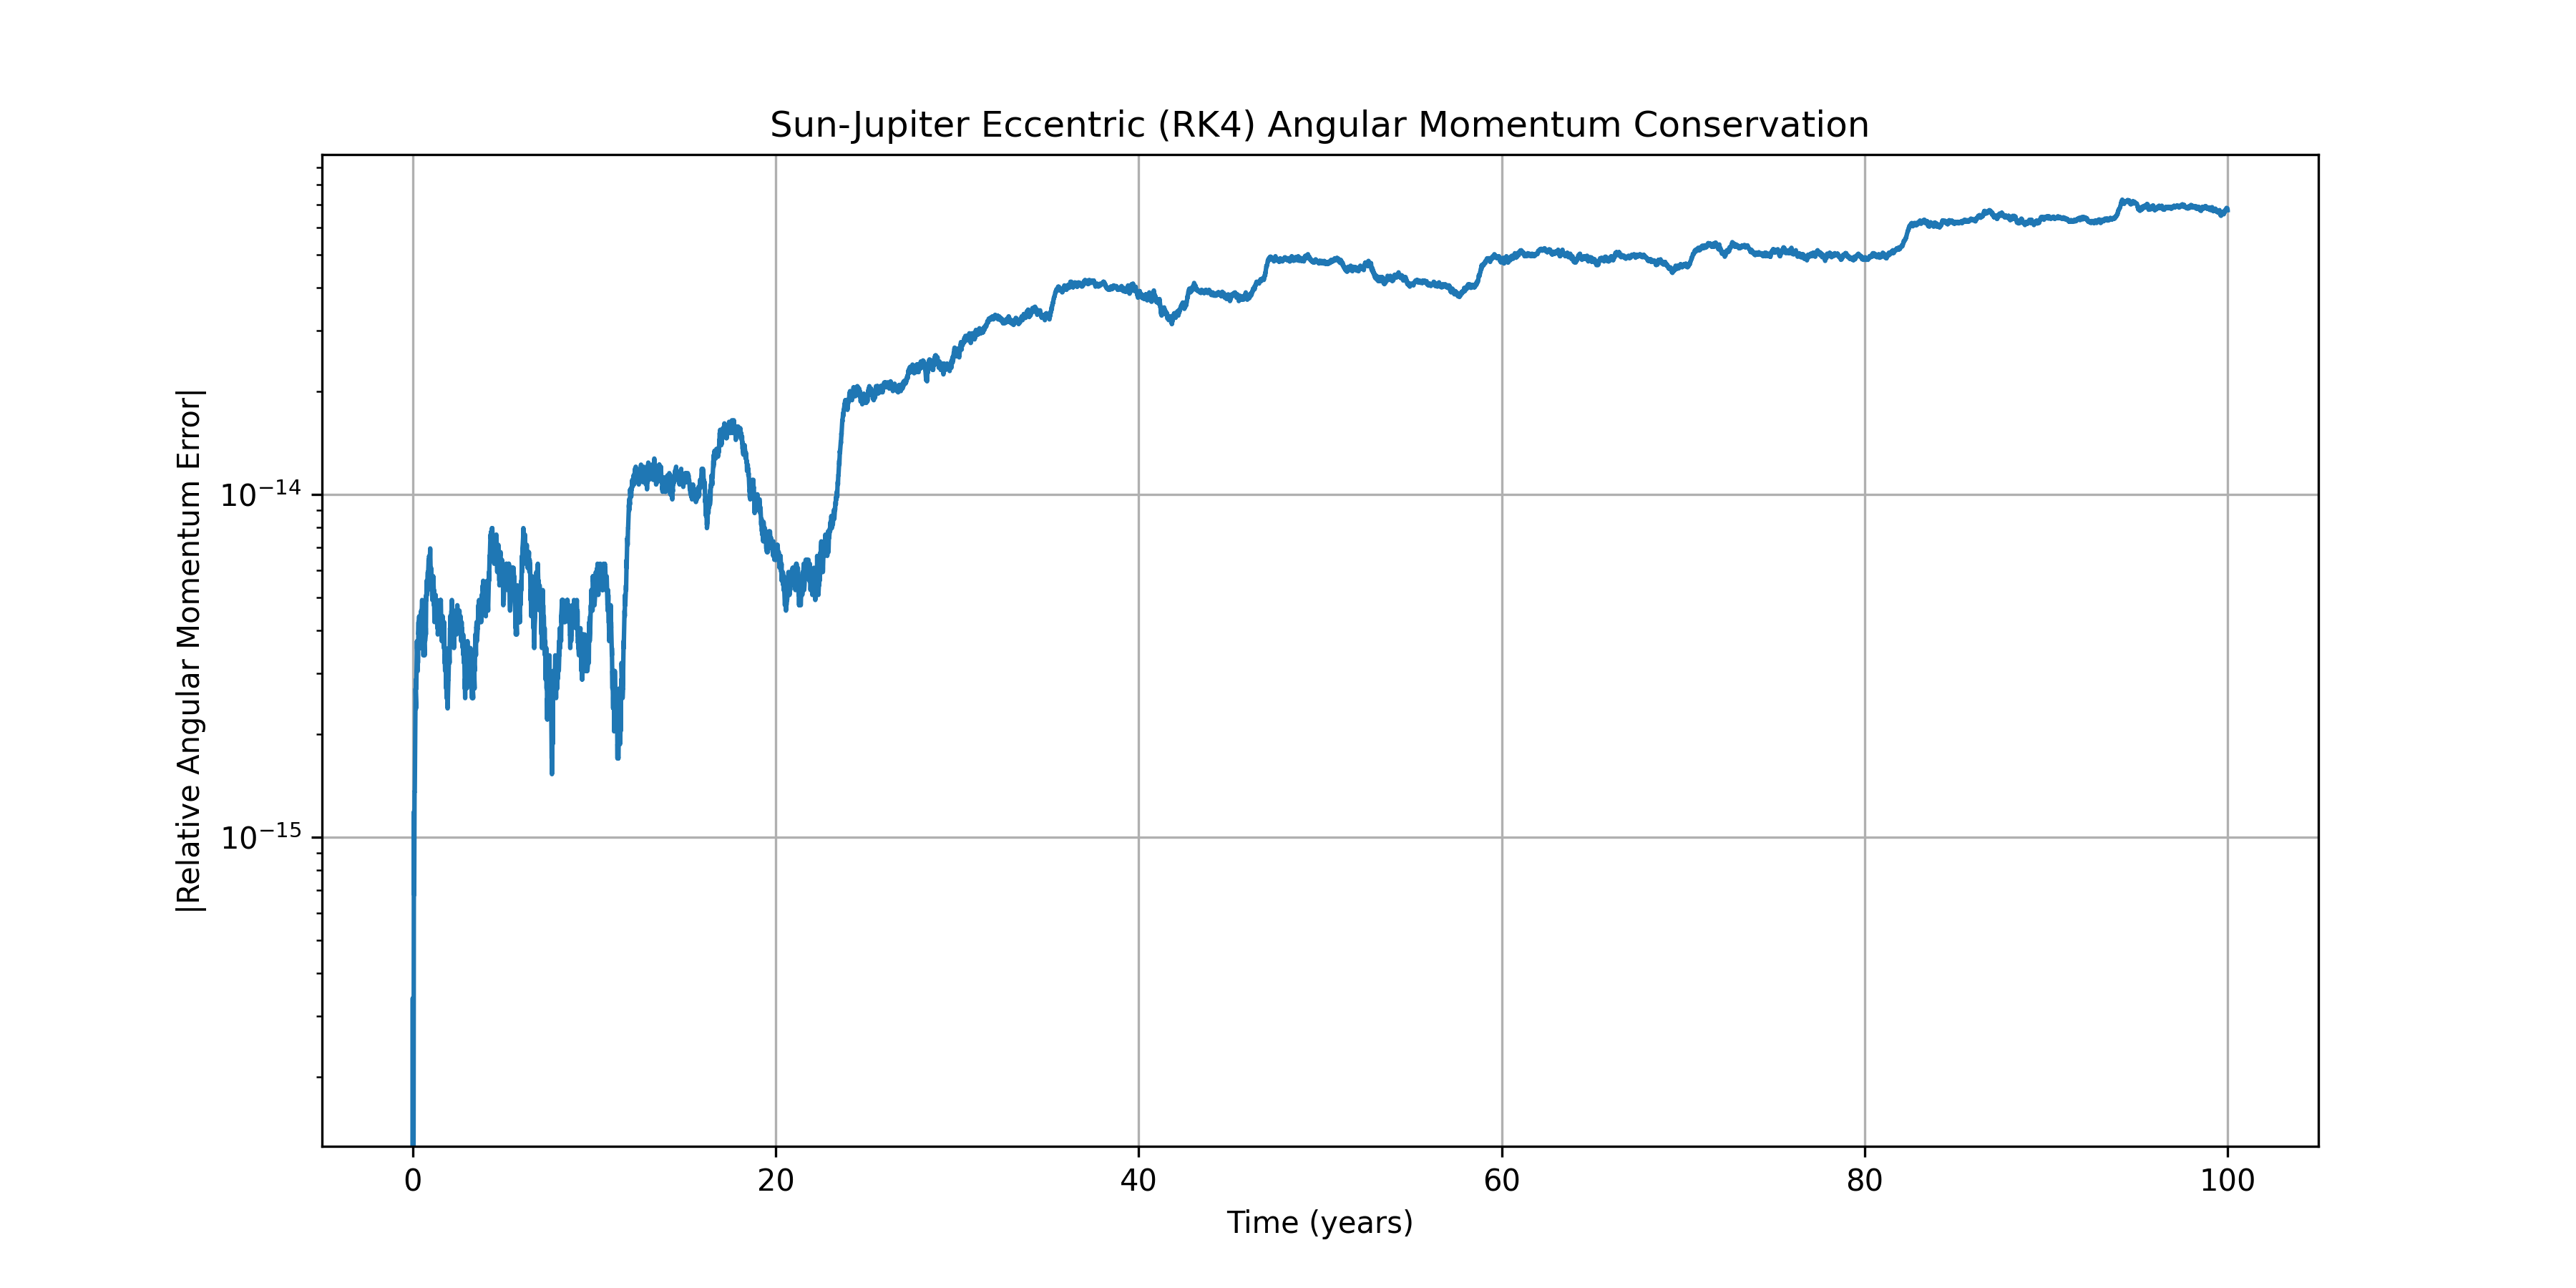 Sun-Jupiter Eccentric (RK4) Angular Momentum Conservation
|Relative Angular Momentum Error|
10⁻¹⁴
10⁻¹⁵
0 20 40 60 80 100
Time (years)